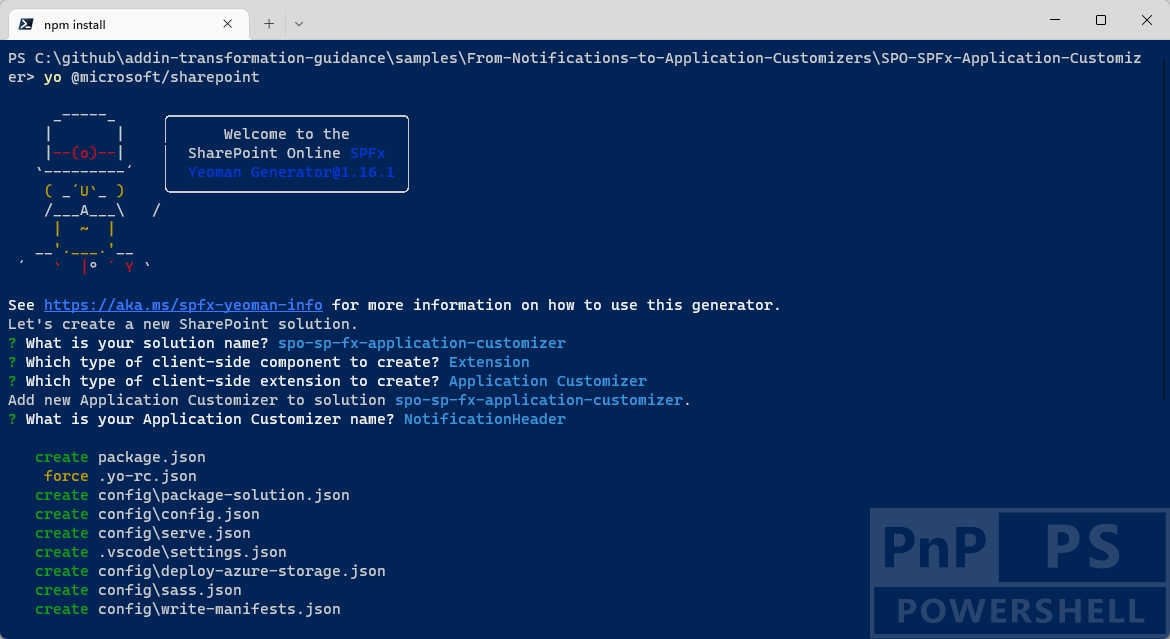 npm install
PS C:\github\addin-transformation-guidance\samples\From-Notifications-to-Application-Customizers\SPO-SPFx-Application-Customiz
er> yo @microsoft/sharepoint
     _-----_
    |       |
    |--(o)--|
   `---------´
    ( _´U`_ )
    /___A___\   /
     |  ~  |
   __'.___.'__
 ´   `  |° ´ Y `
Welcome to the
SharePoint Online SPFx
Yeoman Generator@1.16.1
See https://aka.ms/spfx-yeoman-info for more information on how to use this generator.
Let's create a new SharePoint solution.
? What is your solution name? spo-sp-fx-application-customizer
? Which type of client-side component to create? Extension
? Which type of client-side extension to create? Application Customizer
Add new Application Customizer to solution spo-sp-fx-application-customizer.
? What is your Application Customizer name? NotificationHeader
create package.json
force .yo-rc.json
create config\package-solution.json
create config\config.json
create config\serve.json
create .vscode\settings.json
create config\deploy-azure-storage.json
create config\sass.json
create config\write-manifests.json
PnP PS
POWERSHELL